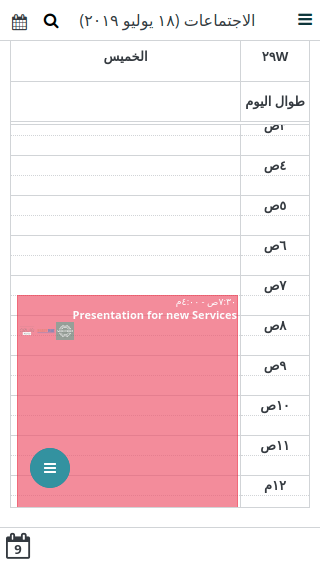 الاجتماعات (١٨ يوليو ٢٠١٩)
٢٩W
الخميس
طوال اليوم
٤ص
٥ص
٦ص
٧ص
٧:٣٠ص - ٤:٠٠م
Presentation for new Services
٨ص
٩ص
١٠ص
١١ص
١٢م
9